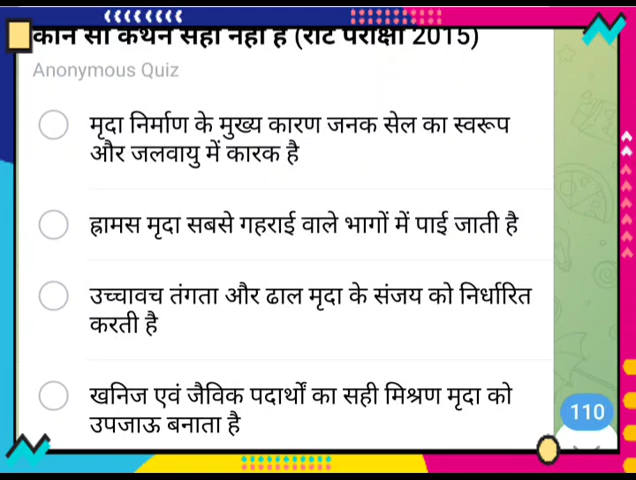 कौन सा कथन सही नहीं है (राट परीक्षा 2015)
Anonymous Quiz
मृदा निर्माण के मुख्य कारण जनक सेल का स्वरूप
और जलवायु में कारक है
ह्रामस मृदा सबसे गहराई वाले भागों में पाई जाती है
उच्चावच तंगता और ढाल मृदा के संजय को निर्धारित
करती है
खनिज एवं जैविक पदार्थों का सही मिश्रण मृदा को
उपजाऊ बनाता है
110